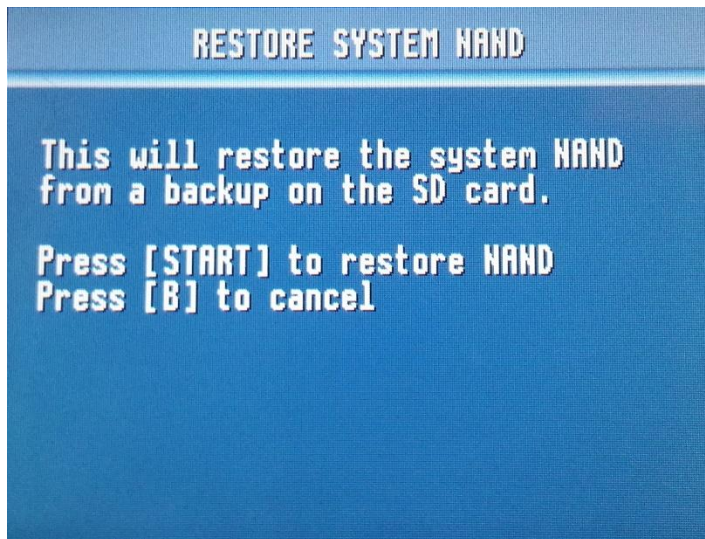 RESTORE SYSTEM NAND
This will restore the system NAND
from a backup on the SD card.
Press [START] to restore NAND
Press [B] to cancel